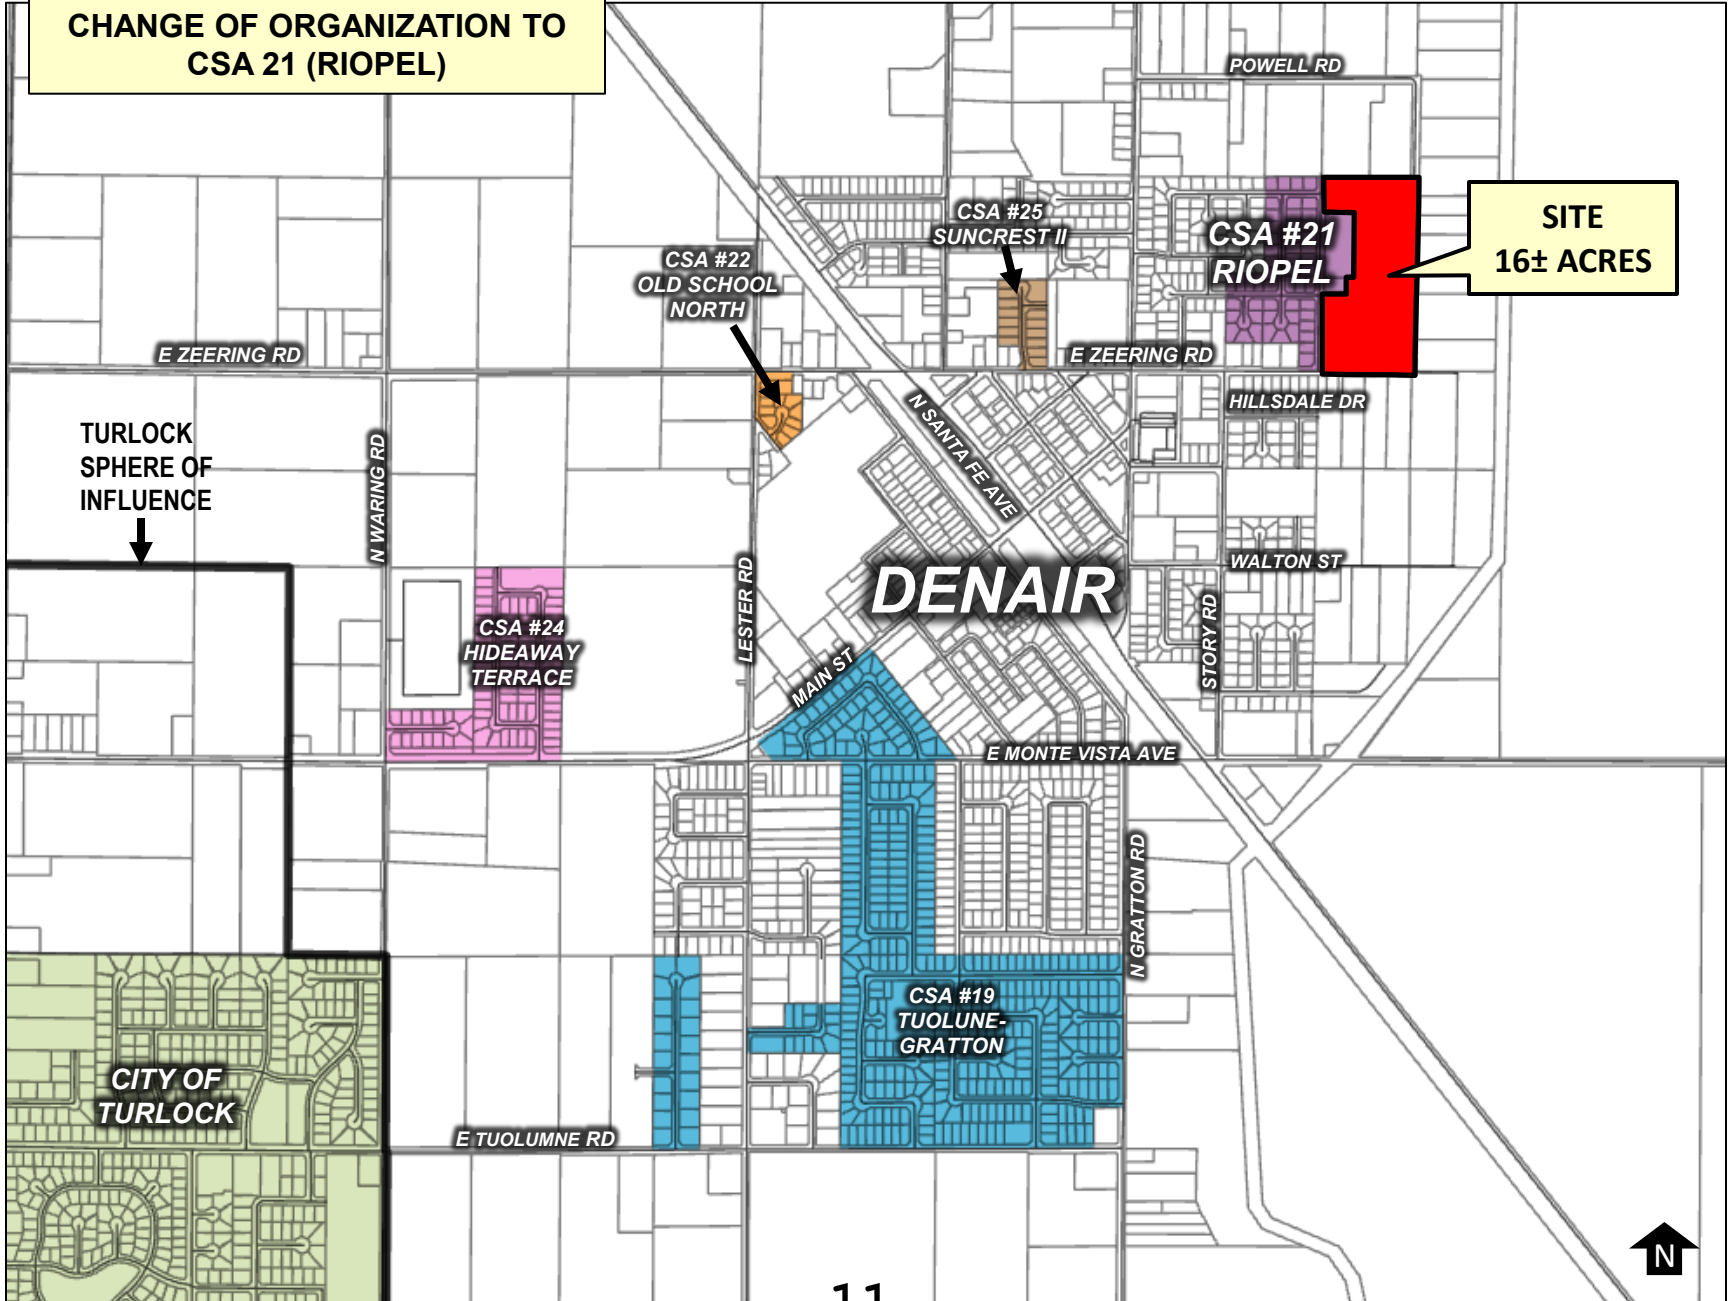 CHANGE OF ORGANIZATION TO
CSA 21 (RIOPEL)
POWELL RD
SITE
16± ACRES
CSA #21
RIOPEL
CSA #25
SUNCREST II
CSA #22
OLD SCHOOL
NORTH
E ZEERING RD
E ZEERING RD
HILLSDALE DR
N SANTA FE AVE
TURLOCK
SPHERE OF
INFLUENCE
N WARING RD
LESTER RD
WALTON ST
DENAIR
STORY RD
CSA #24
HIDEAWAY
TERRACE
MAIN ST
E MONTE VISTA AVE
N GRATTON RD
CSA #19
TUOLUNE-
GRATTON
CITY OF
TURLOCK
E TUOLUMNE RD
N
11